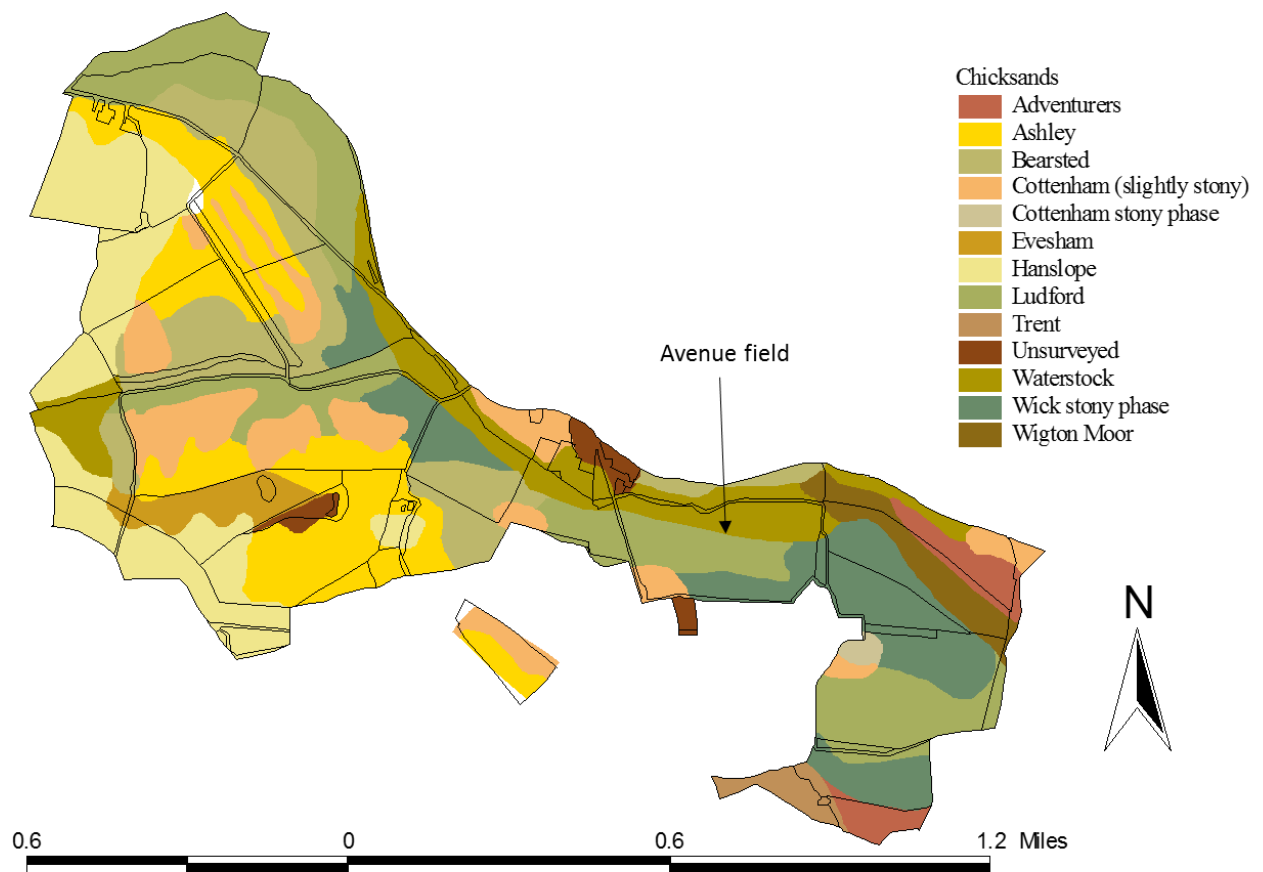 Chicksands
Adventurers
Ashley
Bearsted
Cottenham (slightly stony)
Cottenham stony phase
Evesham
Hanslope
Ludford
Trent
Unsurveyed
Waterstock
Wick stony phase
Wigton Moor
Avenue field
N
0.6 0 0.6 1.2 Miles